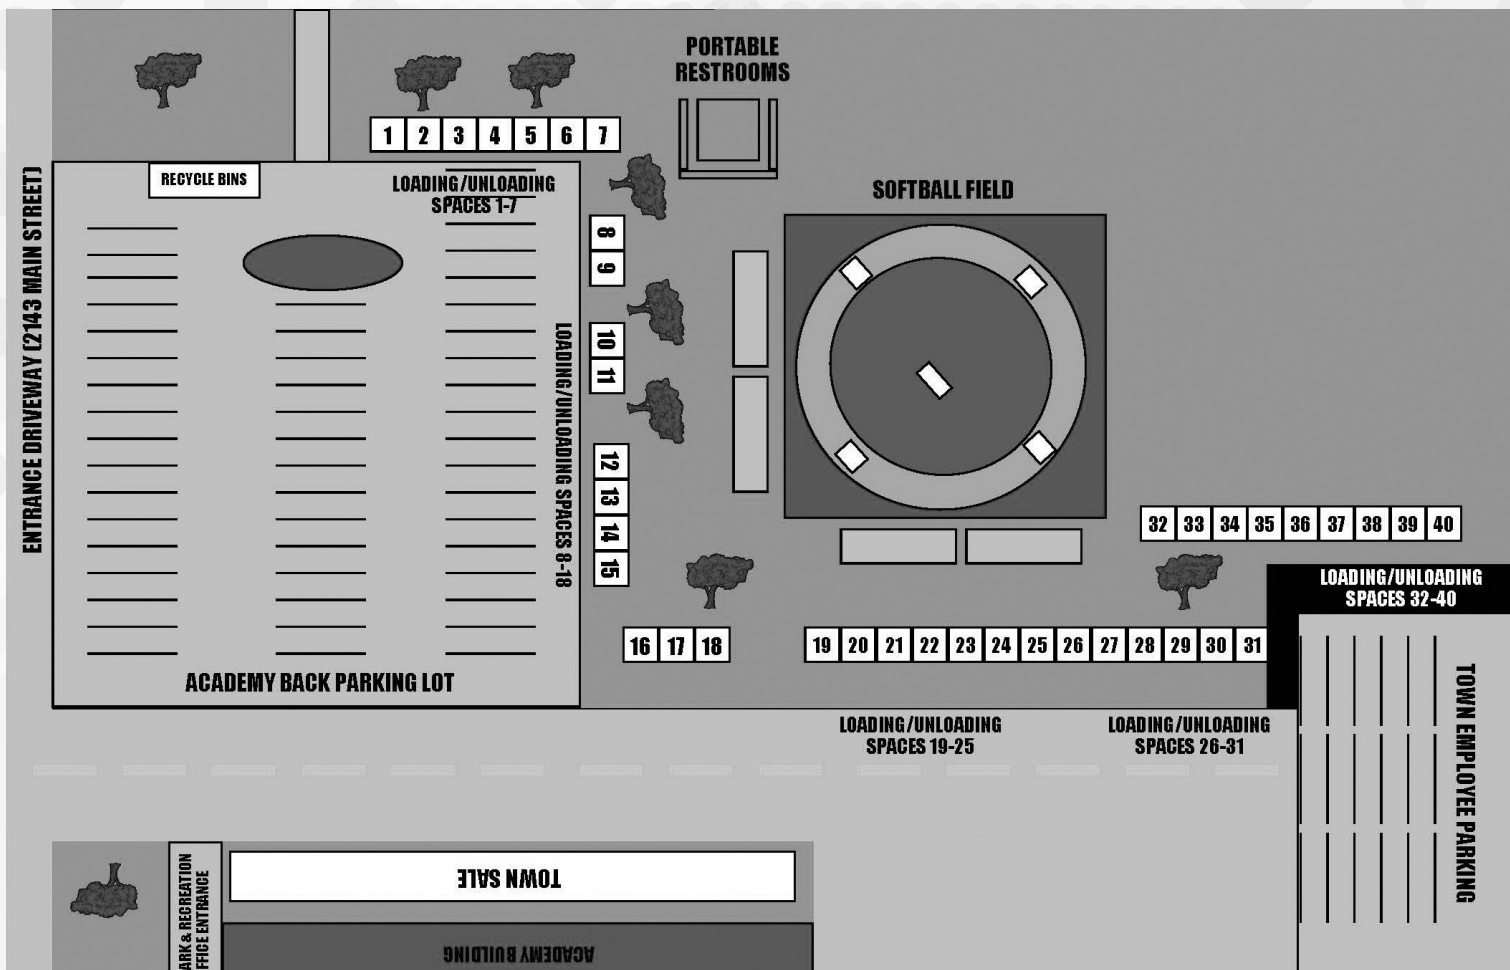 PORTABLE
RESTROOMS
1 2 3 4 5 6 7
RECYCLE BINS
LOADING/UNLOADING
SPACES 1-7
SOFTBALL FIELD
8
9
10
11
12
13
14
15
LOADING/UNLOADING SPACES 8-18
ENTRANCE DRIVEWAY (2143 MAIN STREET)
32 33 34 35 36 37 38 39 40
LOADING/UNLOADING
SPACES 32-40
16 17 18
19 20 21 22 23 24 25 26 27 28 29 30 31
ACADEMY BACK PARKING LOT
LOADING/UNLOADING
SPACES 19-25
LOADING/UNLOADING
SPACES 26-31
TOWN EMPLOYEE PARKING
TOWN SALE
ARK & RECREATION
FFICE ENTRANCE
ACADEMY BUILDING